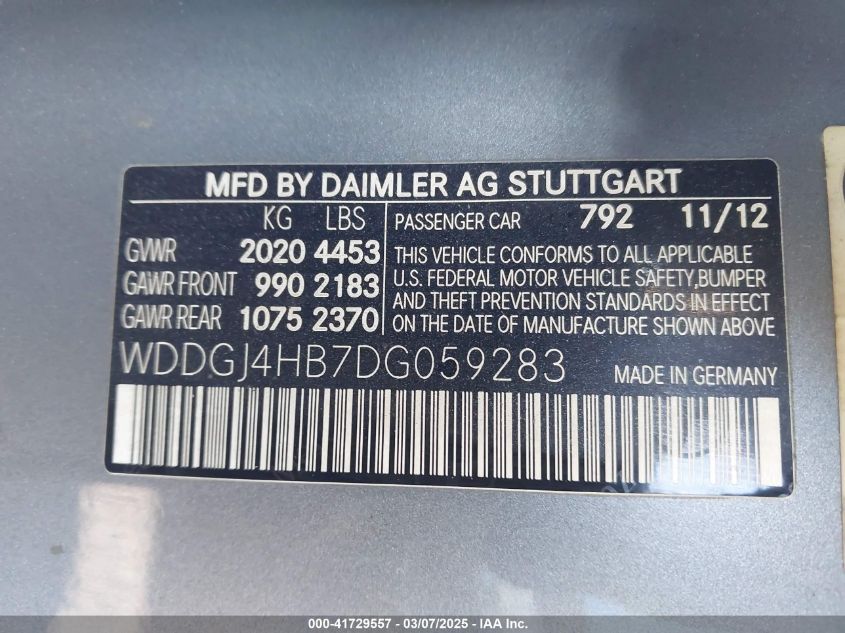 MFD BY DAIMLER AG STUTTGART
KG LBS
GVWR 2020 4453
GAWR FRONT 990 2183
GAWR REAR 1075 2370
PASSENGER CAR 792 11/12
THIS VEHICLE CONFORMS TO ALL APPLICABLE
U.S. FEDERAL MOTOR VEHICLE SAFETY,BUMPER
AND THEFT PREVENTION STANDARDS IN EFFECT
ON THE DATE OF MANUFACTURE SHOWN ABOVE
WDDGJ4HB7DG059283 MADE IN GERMANY
000-41729557 - 03/07/2025 - IAAI Inc.